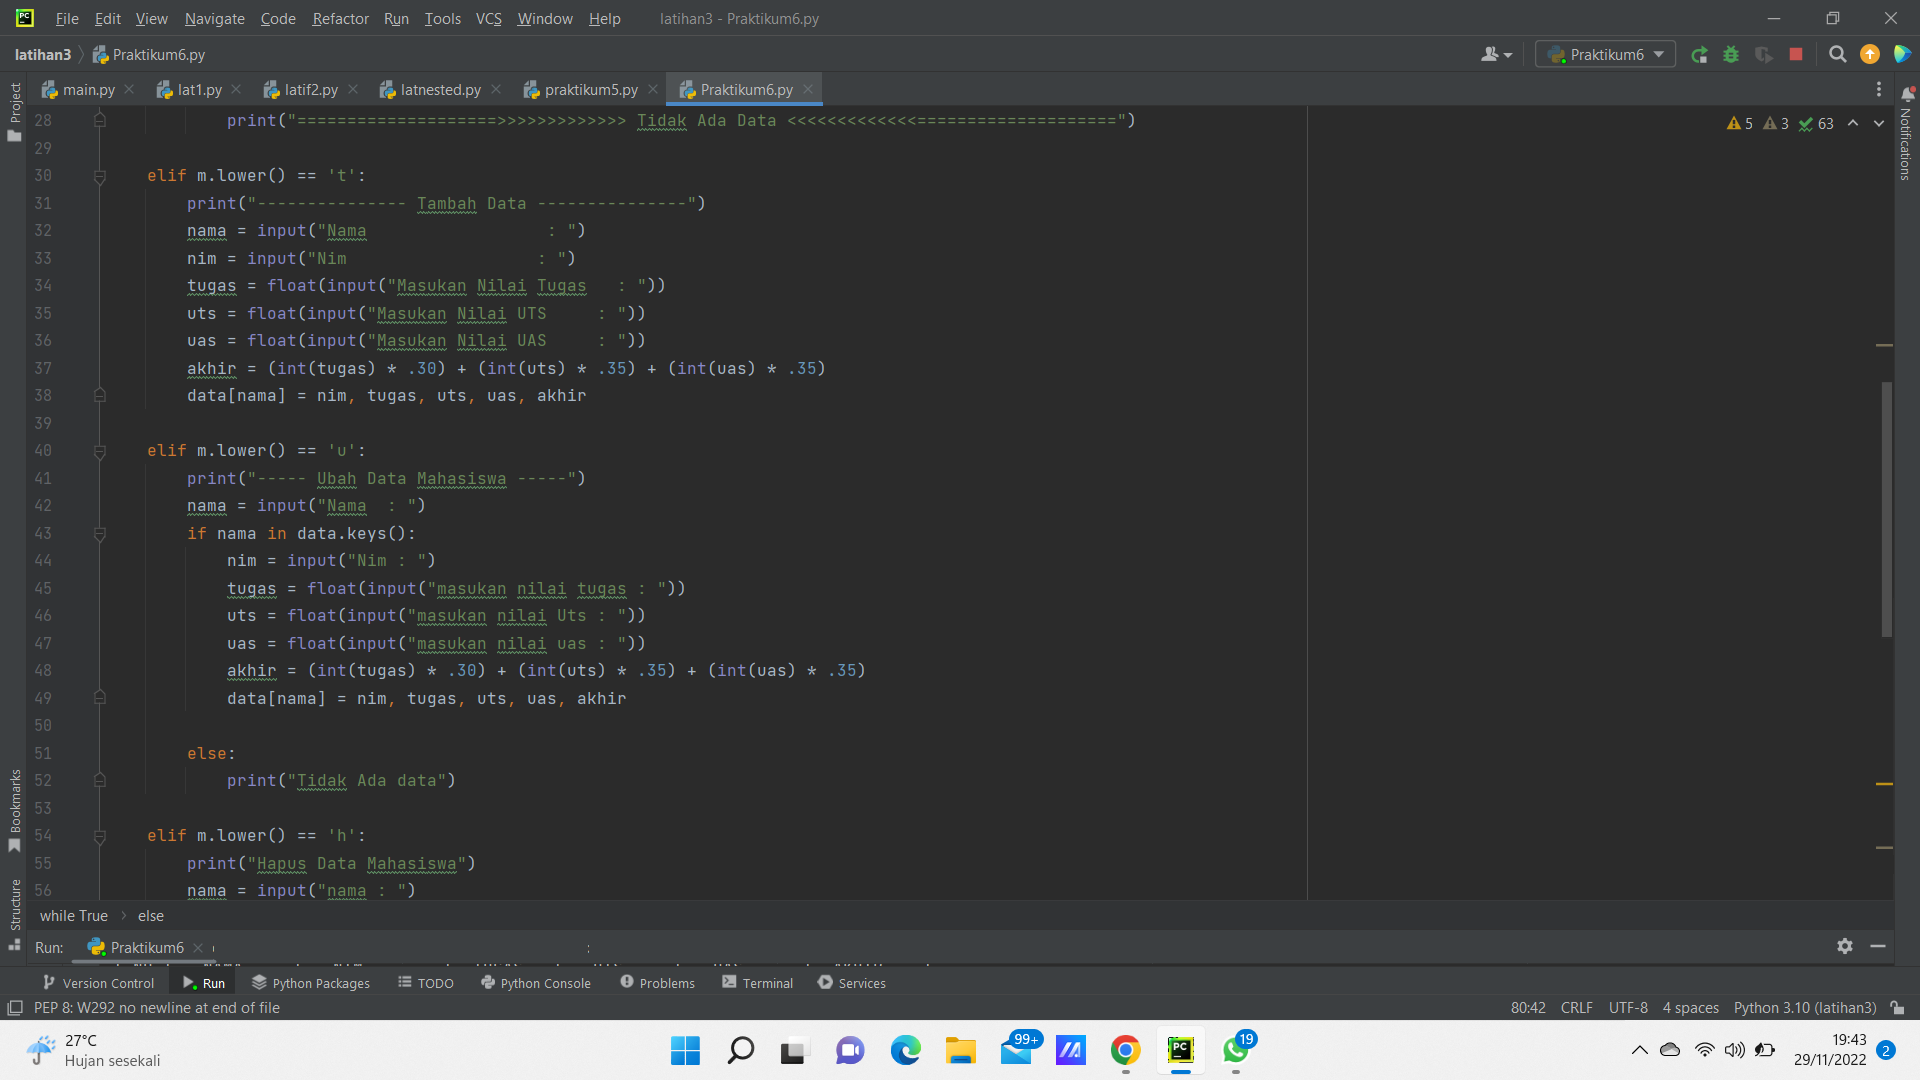 File Edit View Navigate Code Refactor Run Tools VCS Window Help latihan3 - Praktikum6.py
latihan3 Praktikum6.py Praktikum6
main.py lat1.py latif2.py latnested.py praktikum5.py Praktikum6.py
Project
Notifications
5 3 63
28 print("====================>>>>>>>>>>>>> Tidak Ada Data <<<<<<<<<<<<<====================")
29
30 elif m.lower() == 't':
31 print("--------------- Tambah Data ---------------")
32 nama = input("Nama                  : ")
33 nim = input("Nim                   : ")
34 tugas = float(input("Masukan Nilai Tugas   : "))
35 uts = float(input("Masukan Nilai UTS     : "))
36 uas = float(input("Masukan Nilai UAS     : "))
37 akhir = (int(tugas) * .30) + (int(uts) * .35) + (int(uas) * .35)
38 data[nama] = nim, tugas, uts, uas, akhir
39
40 elif m.lower() == 'u':
41 print("----- Ubah Data Mahasiswa -----")
42 nama = input("Nama  : ")
43 if nama in data.keys():
44 nim = input("Nim : ")
45 tugas = float(input("masukan nilai tugas : "))
46 uts = float(input("masukan nilai Uts : "))
47 uas = float(input("masukan nilai uas : "))
48 akhir = (int(tugas) * .30) + (int(uts) * .35) + (int(uas) * .35)
49 data[nama] = nim, tugas, uts, uas, akhir
50
51 else:
52 print("Tidak Ada data")
53
54 elif m.lower() == 'h':
55 print("Hapus Data Mahasiswa")
56 nama = input("nama : ")
Bookmarks
Structure
while True else
Run: Praktikum6
Version Control Run Python Packages TODO Python Console Problems Terminal Services
PEP 8: W292 no newline at end of file 80:42 CRLF UTF-8 4 spaces Python 3.10 (latihan3)
27°C
Hujan sesekali
99+
PC
19
19:43
29/11/2022
2